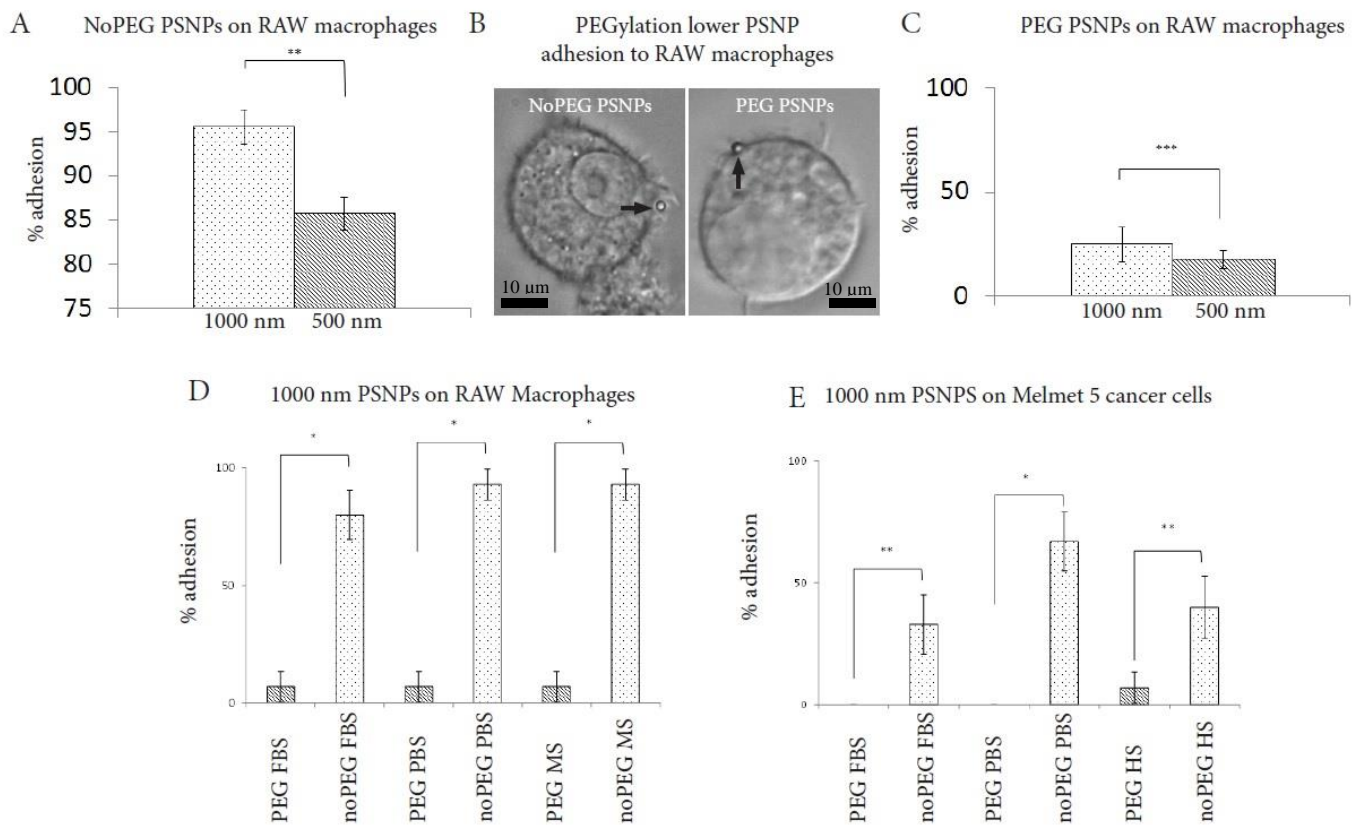 A
NoPEG PSNPs on RAW macrophages
**
100
95
90
85
80
75
% adhesion
1000 nm 500 nm
B
PEGylation lower PSNP
adhesion to RAW macrophages
NoPEG PSNPs
PEG PSNPs
10 µm
10 µm
C
PEG PSNPs on RAW macrophages
100
50
0
% adhesion
***
1000 nm 500 nm
D
1000 nm PSNPs on RAW Macrophages
* * *
100
50
0
% adhesion
PEG FBS
noPEG FBS
PEG PBS
noPEG PBS
PEG MS
noPEG MS
E
1000 nm PSNPS on Melmet 5 cancer cells
100
50
0
% adhesion
** * **
PEG FBS
noPEG FBS
PEG PBS
noPEG PBS
PEG HS
noPEG HS